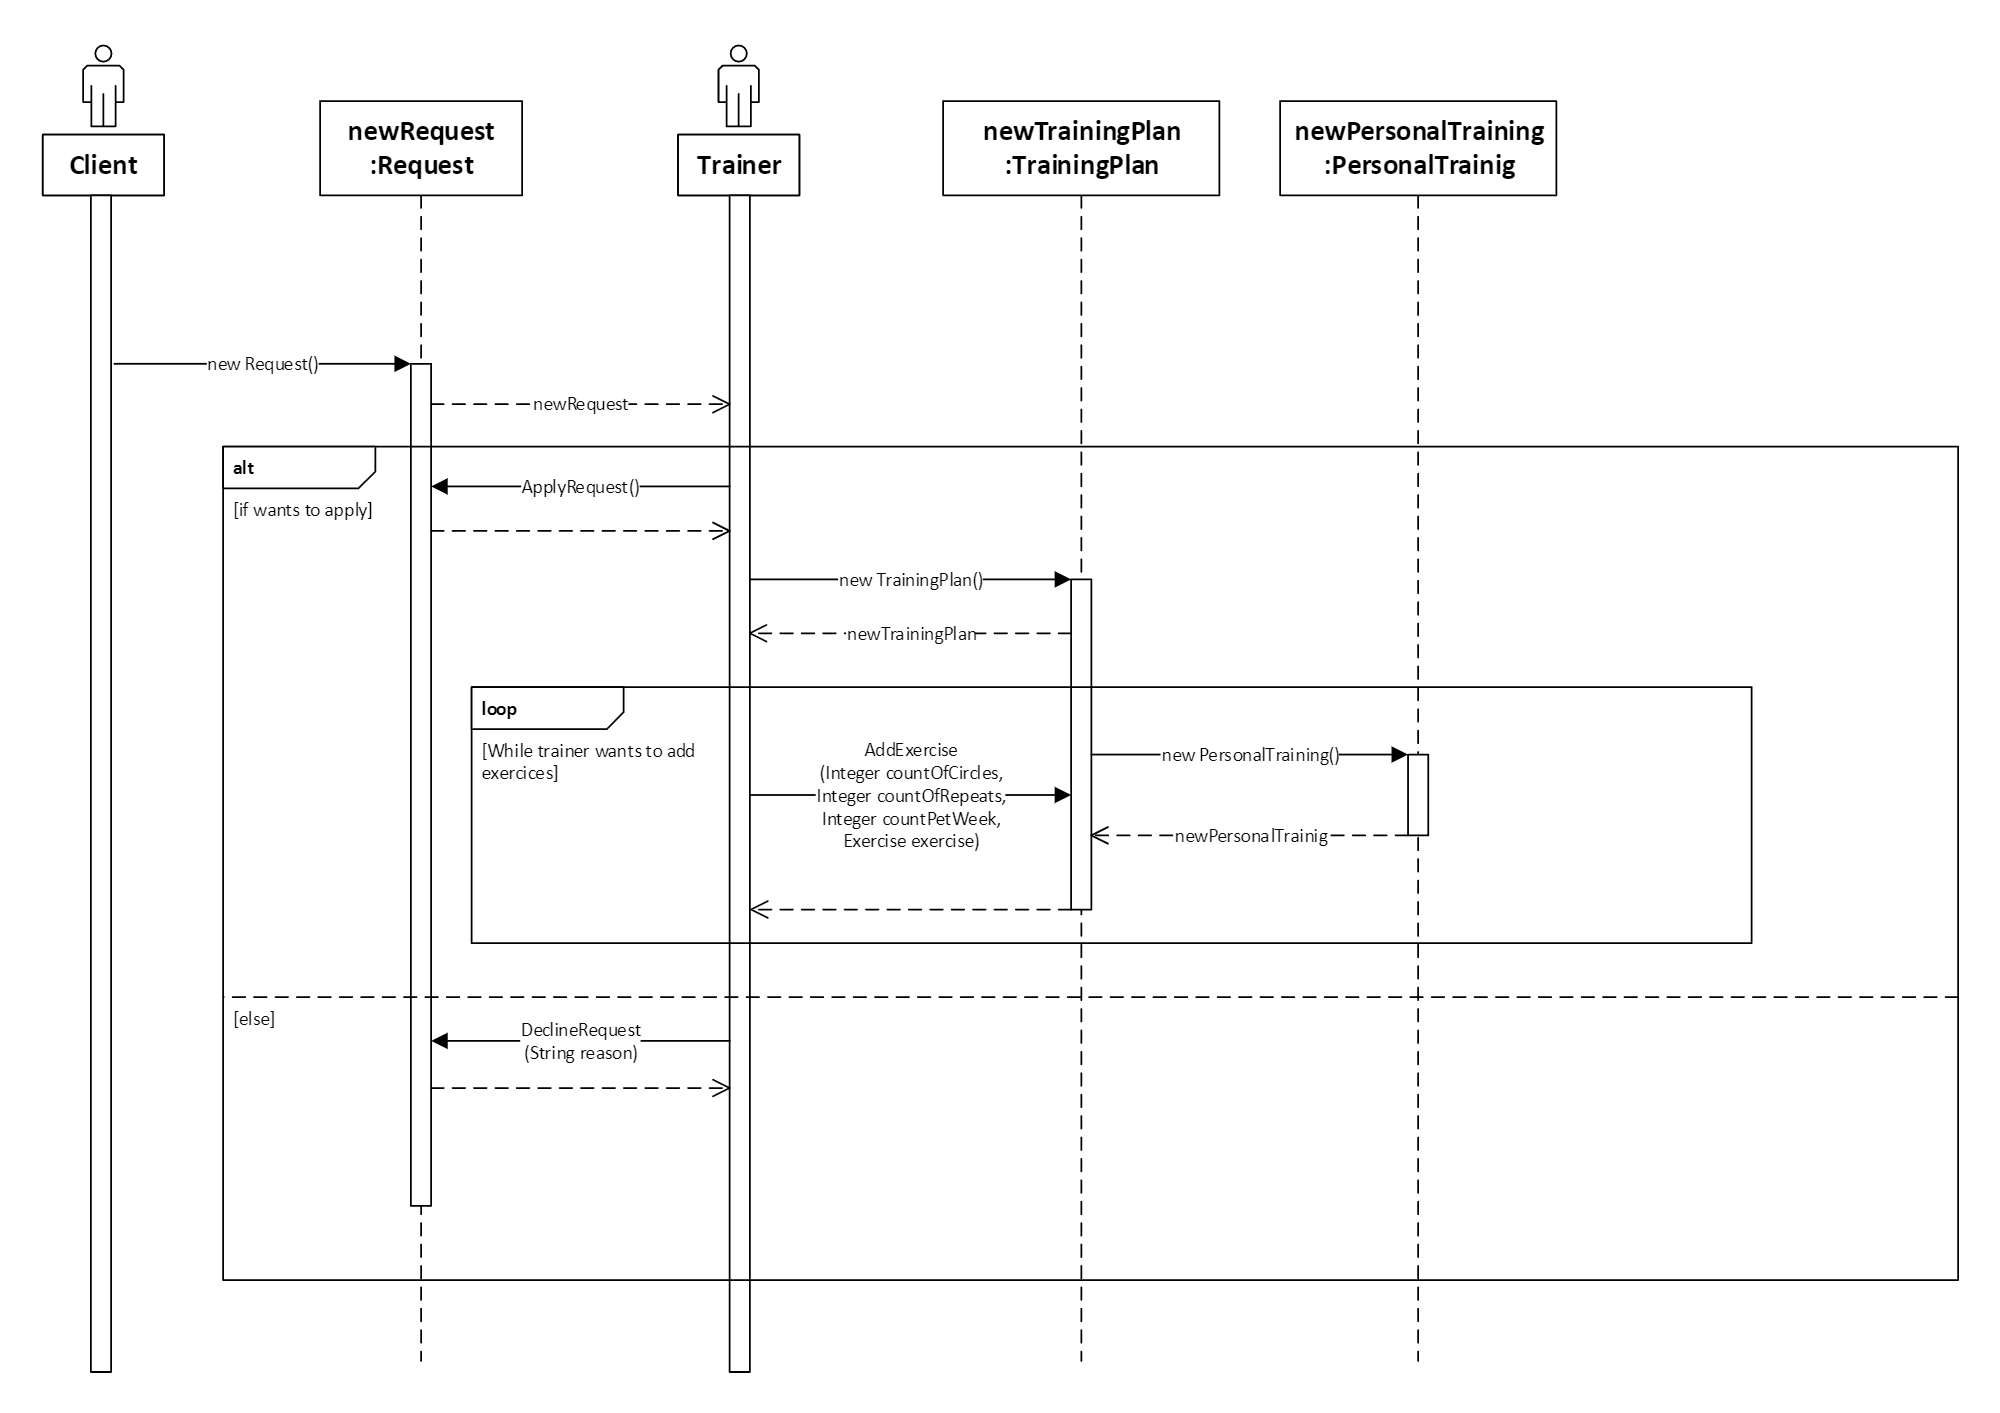 Client
newRequest
:Request
Trainer
newTrainingPlan
:TrainingPlan
newPersonalTraining
:PersonalTrainig
new Request()
newRequest
alt
[if wants to apply]
ApplyRequest()
new TrainingPlan()
newTrainingPlan
loop
[While trainer wants to add
exercices]
AddExercise
(Integer countOfCircles,
Integer countOfRepeats,
Integer countPetWeek,
Exercise exercise)
new PersonalTraining()
newPersonalTrainig
[else]
DeclineRequest
(String reason)